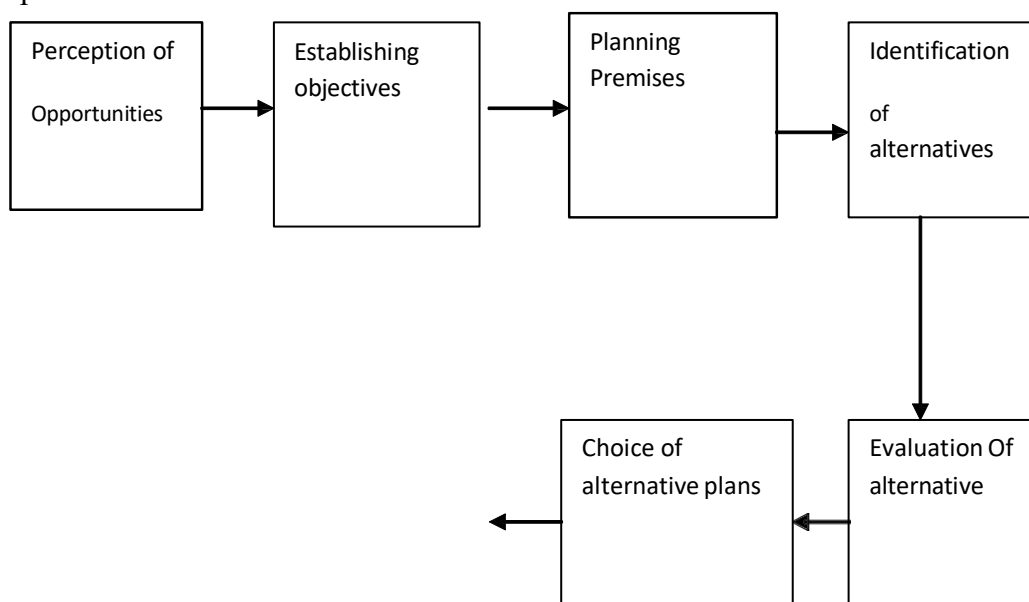 Perception of
Opportunities
Establishing
objectives
Planning
Premises
Identification
of
alternatives
Choice of
alternative plans
Evaluation Of
alternative